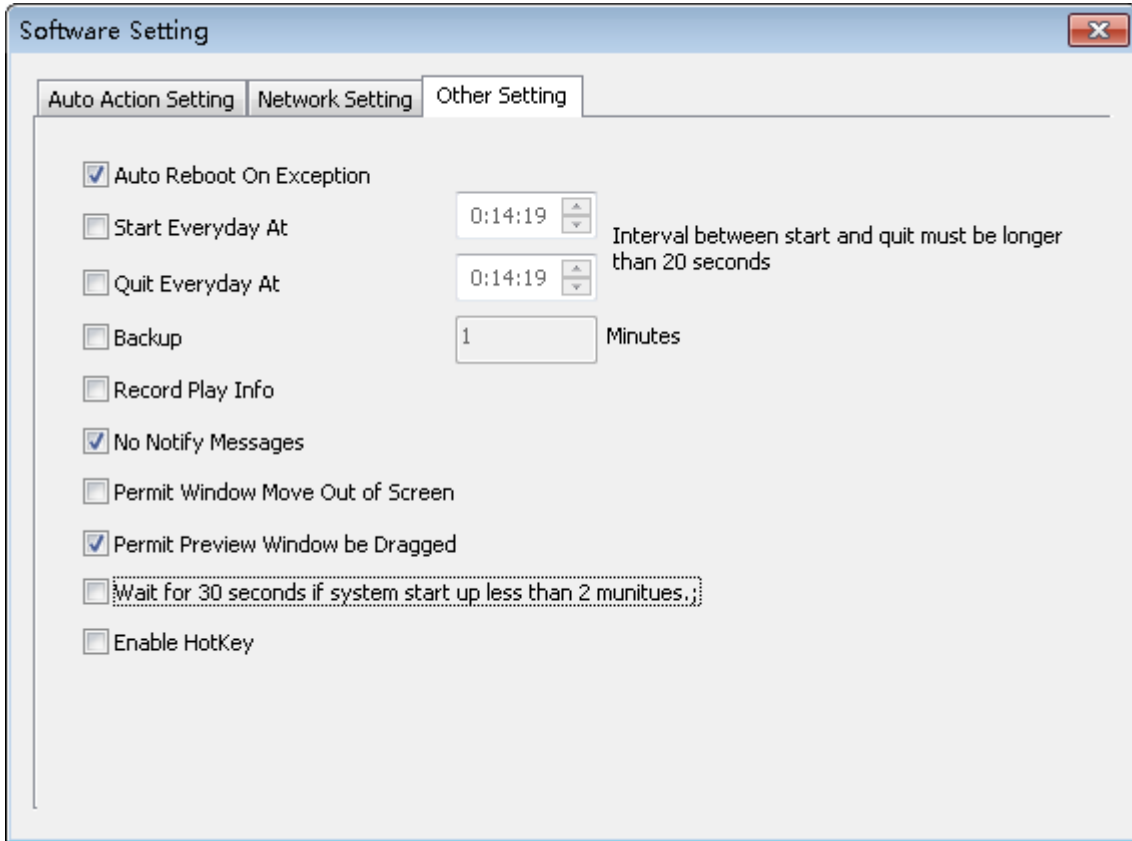 Software Setting
Auto Action Setting Network Setting Other Setting
Auto Reboot On Exception
Start Everyday At 0:14:19
Interval between start and quit must be longer
than 20 seconds
Quit Everyday At 0:14:19
Backup 1 Minutes
Record Play Info
No Notify Messages
Permit Window Move Out of Screen
Permit Preview Window be Dragged
Wait for 30 seconds if system start up less than 2 munitues.;
Enable HotKey